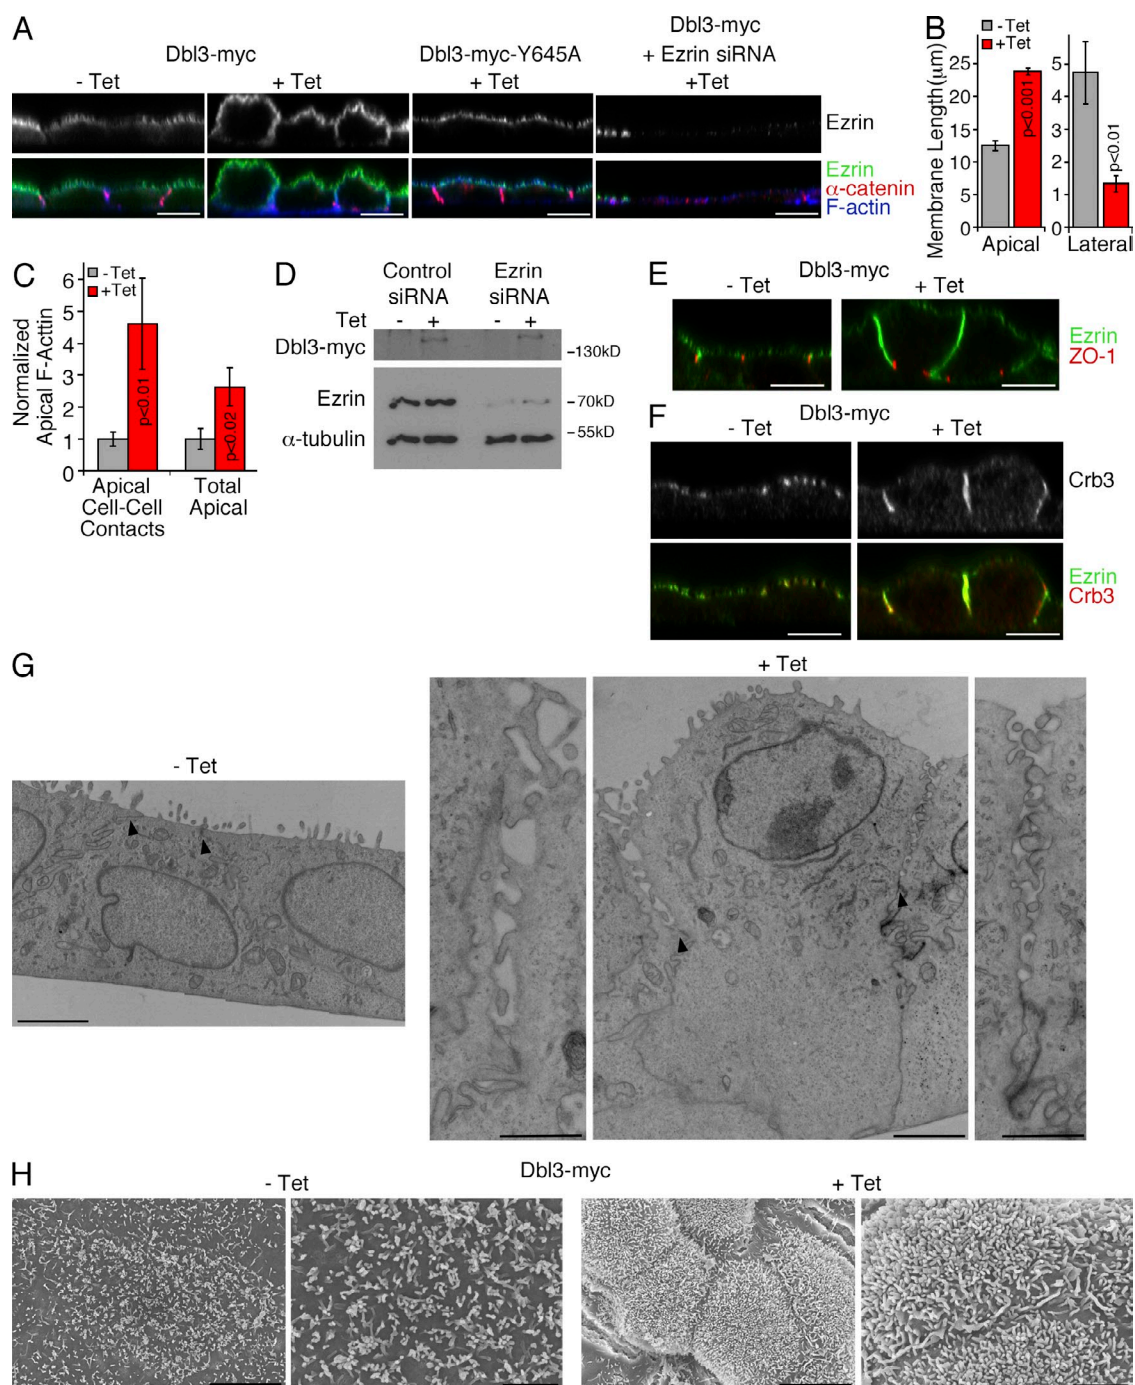 A
Dbl3-myc
- Tet
+ Tet
Dbl3-myc-Y645A
+ Tet
Dbl3-myc
+ Ezrin siRNA
+Tet
Ezrin
Ezrin
α-catenin
F-actin
B
- Tet
+Tet
Membrane Length(μm)
25
20
15
10
5
0
p<0.001
Apical
5
4
3
2
1
0
p<0.01
Lateral
C
- Tet
+Tet
Normalized
Apical F-Acttin
6
5
4
3
2
1
0
p<0.01
p<0.02
Apical
Cell-Cell
Contacts
Total
Apical
D
Control
siRNA
Ezrin
siRNA
Tet - + - +
Dbl3-myc
–130kD
Ezrin
–70kD
α-tubulin
–55kD
E
Dbl3-myc
- Tet
+ Tet
Ezrin
ZO-1
F
Dbl3-myc
- Tet
+ Tet
Crb3
Ezrin
Crb3
G
- Tet
+ Tet
H
Dbl3-myc
- Tet
+ Tet